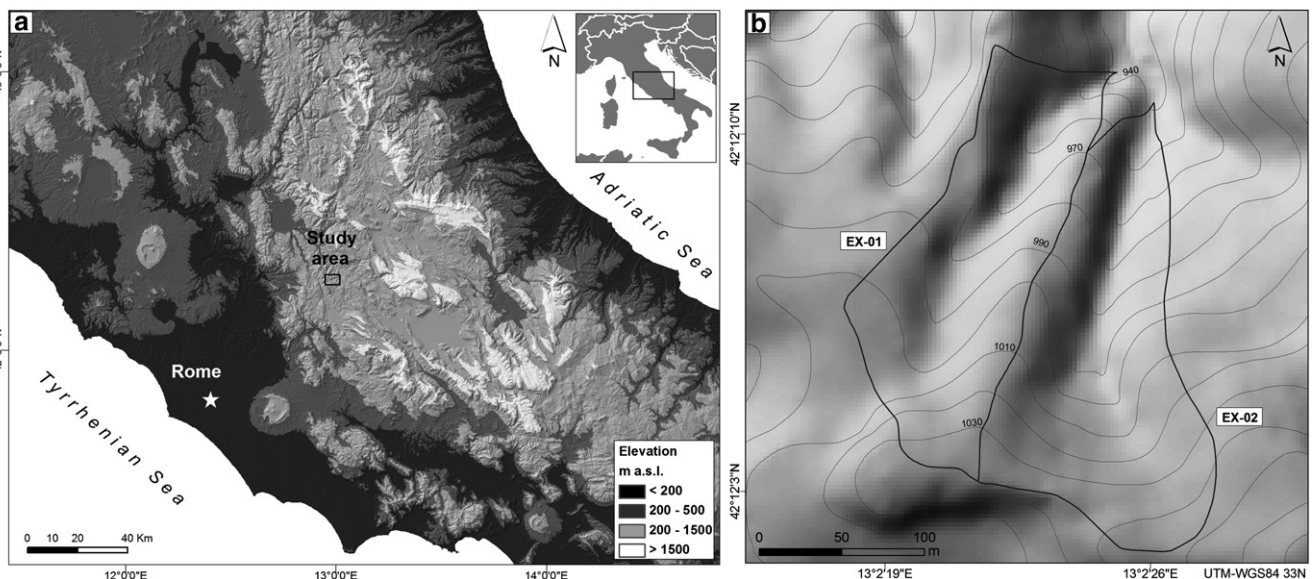 a
N
Adriatic Sea
Study
area
Rome
Tyrrhenian Sea
Elevation
m a.s.l.
< 200
200 - 500
200 - 1500
> 1500
0 10 20 40 Km
12°0'0"E 13°0'0"E 14°0'0"E
b
N
940
970
EX-01
990
1010
1030
EX-02
42°12'10"N
42°12'3"N
0 50 100
m
13°2'19"E 13°2'26"E UTM-WGS84 33N